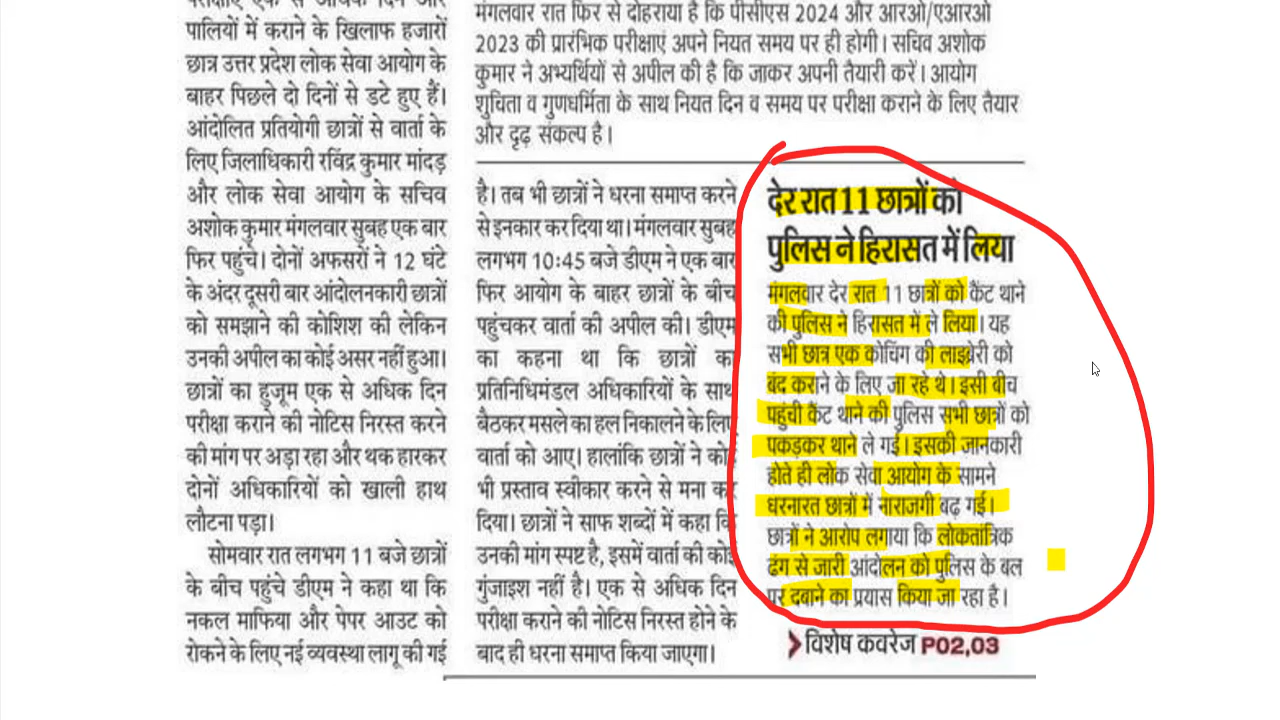 पालियों में कराने के खिलाफ हजारों
छात्र उत्तर प्रदेश लोक सेवा आयोग के
बाहर पिछले दो दिनों से डटे हुए हैं।
आंदोलित प्रतियोगी छात्रों से वार्ता के
लिए जिलाधिकारी रविंद्र कुमार मांदड़
और लोक सेवा आयोग के सचिव
अशोक कुमार मंगलवार सुबह एक बार
फिर पहुंचे। दोनों अफसरों ने 12 घंटे
के अंदर दूसरी बार आंदोलनकारी छात्रों
को समझाने की कोशिश की लेकिन
उनकी अपील का कोई असर नहीं हुआ।
छात्रों का हुजूम एक से अधिक दिन
परीक्षा कराने की नोटिस निरस्त करने
की मांग पर अड़ा रहा और थक हारकर
दोनों अधिकारियों को खाली हाथ
लौटना पड़ा।
सोमवार रात लगभग 11 बजे छात्रों
के बीच पहुंचे डीएम ने कहा था कि
नकल माफिया और पेपर आउट को
रोकने के लिए नई व्यवस्था लागू की गई
मंगलवार रात फिर से दोहराया है कि पीसीएस 2024 और आरओ/एआरओ
2023 की प्रारंभिक परीक्षाएं अपने नियत समय पर ही होगी। सचिव अशोक
कुमार ने अभ्यर्थियों से अपील की है कि जाकर अपनी तैयारी करें। आयोग
शुचिता व गुणधर्मिता के साथ नियत दिन व समय पर परीक्षा कराने के लिए तैयार
और दृढ़ संकल्प है।
है। तब भी छात्रों ने धरना समाप्त करने
से इनकार कर दिया था। मंगलवार सुबह
लगभग 10:45 बजे डीएम ने एक बार
फिर आयोग के बाहर छात्रों के बीच
पहुंचकर वार्ता की अपील की। डीएम
का कहना था कि छात्रों का
प्रतिनिधिमंडल अधिकारियों के साथ
बैठकर मसले का हल निकालने के लिए
वार्ता को आए। हालांकि छात्रों ने कोई
भी प्रस्ताव स्वीकार करने से मना कर
दिया। छात्रों ने साफ शब्दों में कहा कि
उनकी मांग स्पष्ट है, इसमें वार्ता की कोई
गुंजाइश नहीं है। एक से अधिक दिन
परीक्षा कराने की नोटिस निरस्त होने के
बाद ही धरना समाप्त किया जाएगा।
देर रात 11 छात्रों को
पुलिस ने हिरासत में लिया
मंगलवार देर रात 11 छात्रों को कैंट थाने
की पुलिस ने हिरासत में ले लिया। यह
सभी छात्र एक कोचिंग की लाइब्रेरी को
बंद कराने के लिए जा रहे थे। इसी बीच
पहुंची कैंट थाने की पुलिस सभी छात्रों को
पकड़कर थाने ले गई। इसकी जानकारी
होते ही लोक सेवा आयोग के सामने
धरनारत छात्रों में नाराजगी बढ़ गई।
छात्रों ने आरोप लगाया कि लोकतांत्रिक
ढंग से जारी आंदोलन को पुलिस के बल
पर दबाने का प्रयास किया जा रहा है।
विशेष कवरेज P02,03